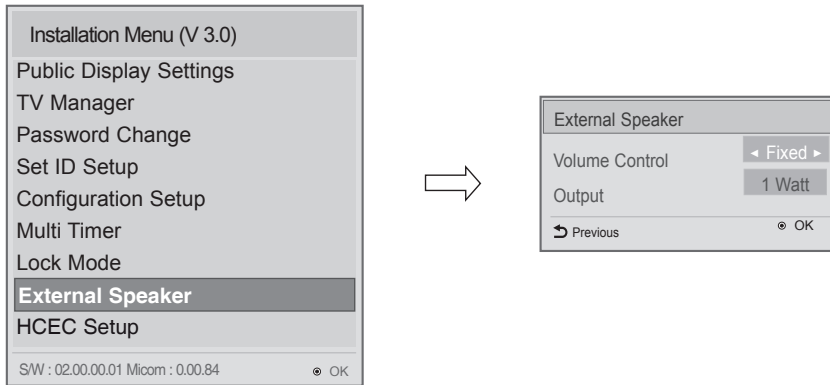 Installation Menu (V 3.0)
Public Display Settings
TV Manager
Password Change
Set ID Setup
Configuration Setup
Multi Timer
Lock Mode
External Speaker
HCEC Setup
S/W : 02.00.00.01 Micom : 0.00.84 ◉ OK
External Speaker
Volume Control ◄ Fixed ►
Output 1 Watt
⮌ Previous ◉ OK